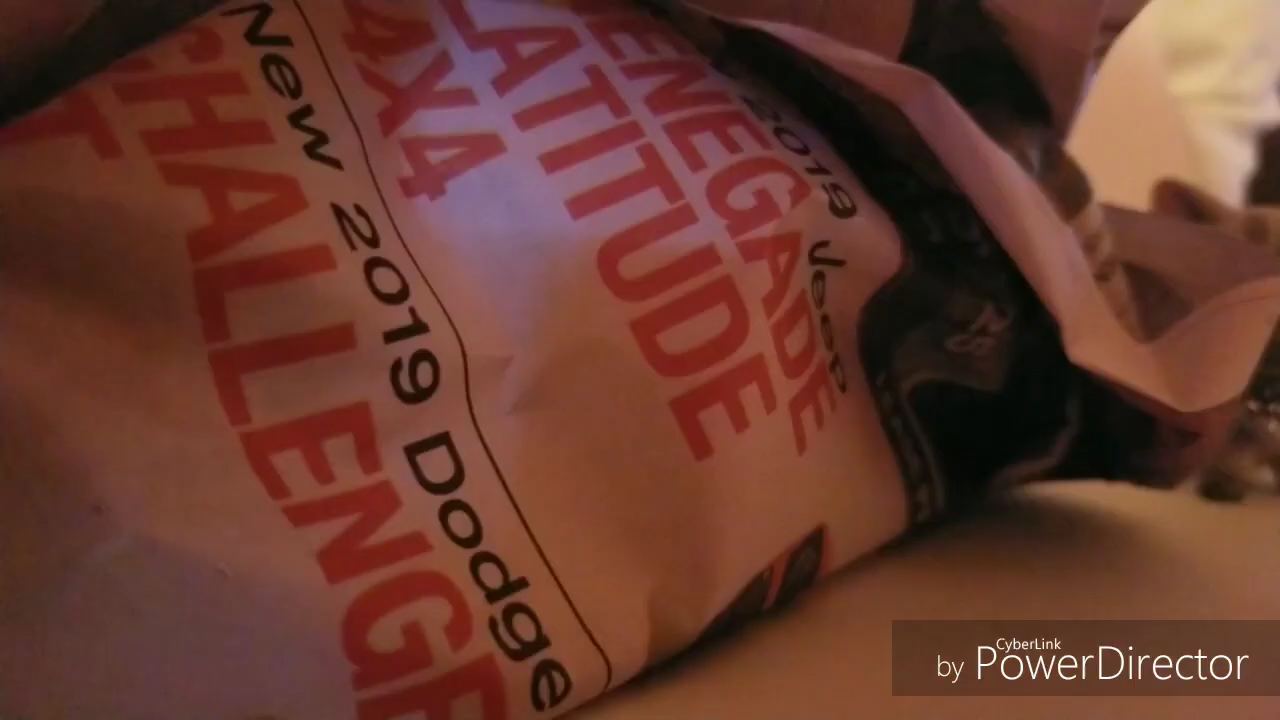 2019 Jeep
RENEGADE
LATITUDE
4X4
New 2019 Dodge
CHALLENGE
CyberLink
by PowerDirector